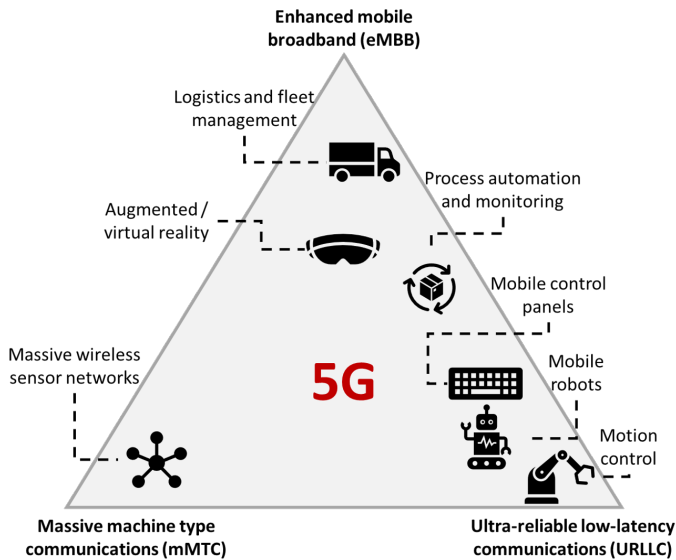 Enhanced mobile
broadband (eMBB)
Logistics and fleet
management
Process automation
and monitoring
Augmented /
virtual reality
Mobile control
panels
Massive wireless
sensor networks
5G
Mobile
robots
Motion
control
Massive machine type
communications (mMTC)
Ultra-reliable low-latency
communications (URLLC)